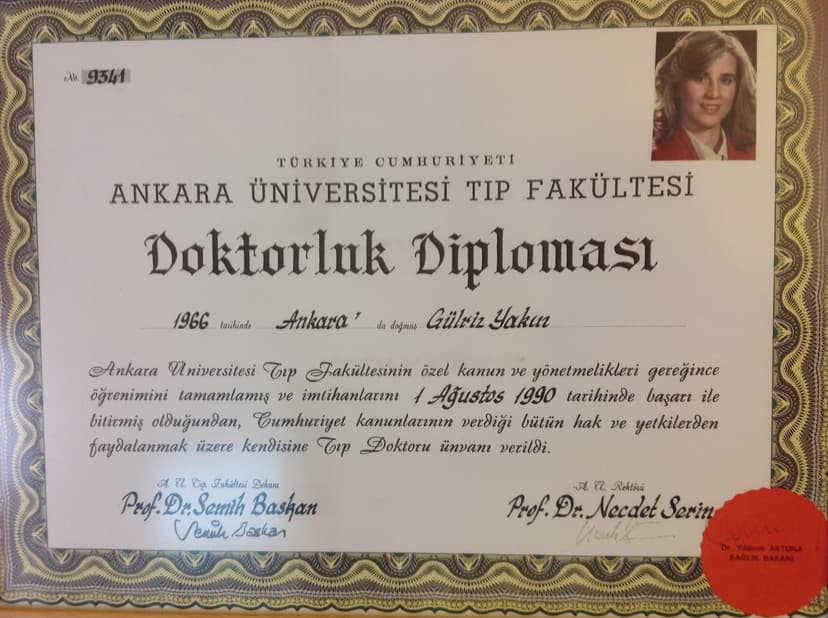 No. 9341
TÜRKİYE CUMHURİYETİ
ANKARA ÜNİVERSİTESİ TIP FAKÜLTESİ
Doktorluk Diploması
1966 tarihinde Ankara' da doğmuş Gülriz Yakın
Ankara Üniversitesi Tıp Fakültesinin özel kanun ve yönetmelikleri gereğince
öğrenimini tamamlamış ve imtihanlarını 1 Ağustos 1990 tarihinde başarı ile
bitirmiş olduğundan, Cumhuriyet kanunlarının verdiği bütün hak ve yetkilerden
faydalanmak üzere kendisine Tıp Doktoru ünvanı verildi.
A. Ü. Tıp Fakültesi Dekanı
Prof. Dr. Semih Baskan
Semih Baskan
A. Ü. Rektörü
Prof. Dr. Necdet Serin
Dr. Yıldırım AKTUNA
SAĞLIK BAKANI